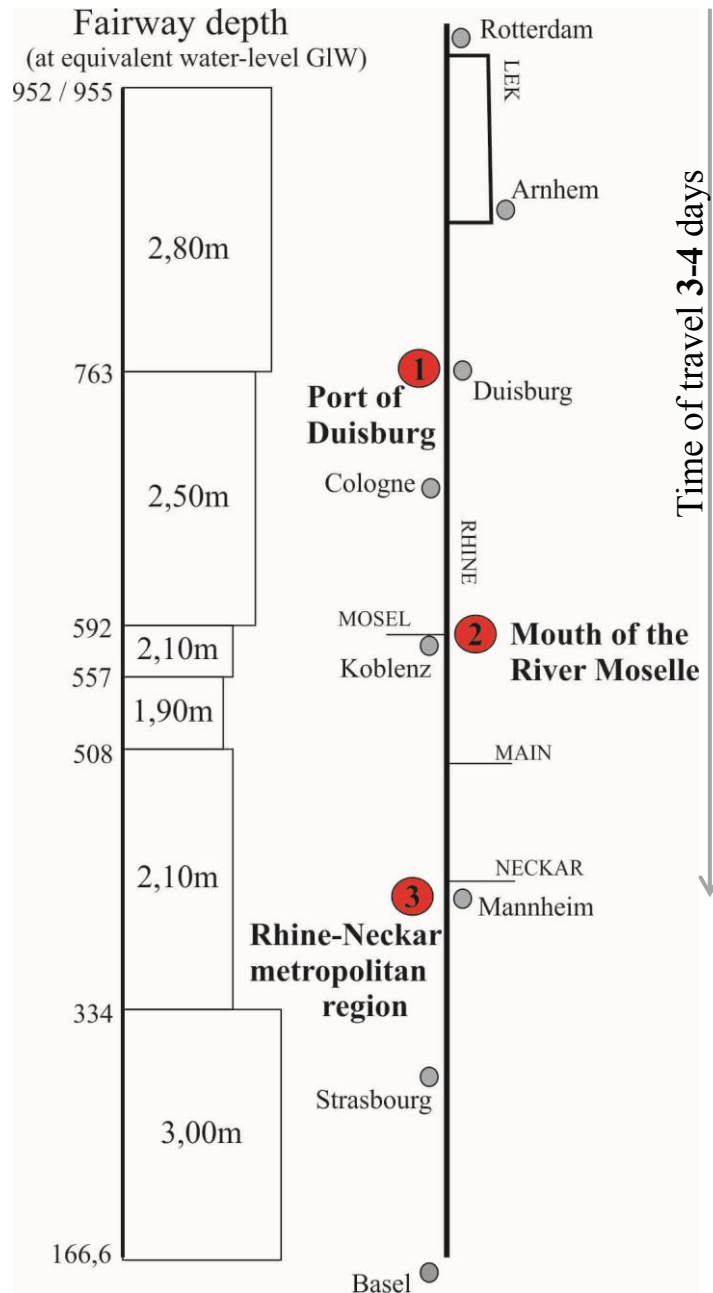 Fairway depth
(at equivalent water-level GlW)
952 / 955
2,80m
763
2,50m
592
2,10m
557
1,90m
508
2,10m
334
3,00m
166,6
Rotterdam
LEK
Arnhem
1
Port of
Duisburg
Duisburg
Cologne
RHINE
MOSEL
Koblenz
2
Mouth of the
River Moselle
MAIN
NECKAR
3
Mannheim
Rhine-Neckar
metropolitan
region
Strasbourg
Basel
Time of travel 3-4 days